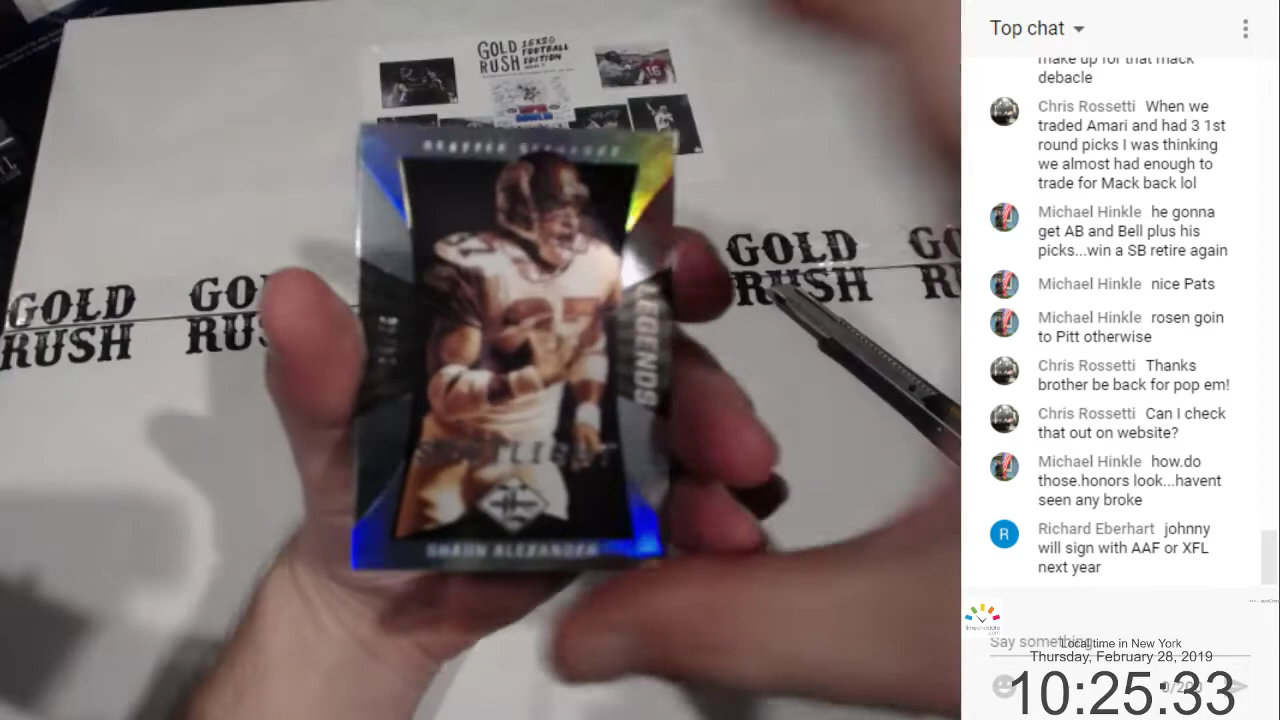 GOLD RUSH
16X20 FOOTBALL EDITION
SEATTLE SEAHAWKS
LEGENDS
SPOTLIGHT
SHAUN ALEXANDER
GOLD
RUSH
GOLD
RUSH
Top chat
make up for that mack
debacle
Chris Rossetti When we
traded Amari and had 3 1st
round picks I was thinking
we almost had enough to
trade for Mack back lol
Michael Hinkle he gonna
get AB and Bell plus his
picks...win a SB retire again
Michael Hinkle nice Pats
Michael Hinkle rosen goin
to Pitt otherwise
Chris Rossetti Thanks
brother be back for pop em!
Chris Rossetti Can I check
that out on website?
Michael Hinkle how.do
those.honors look...havent
seen any broke
R
Richard Eberhart johnny
will sign with AAF or XFL
next year
Say something...
Local time in New York
Thursday, February 28, 2019
10:25:33